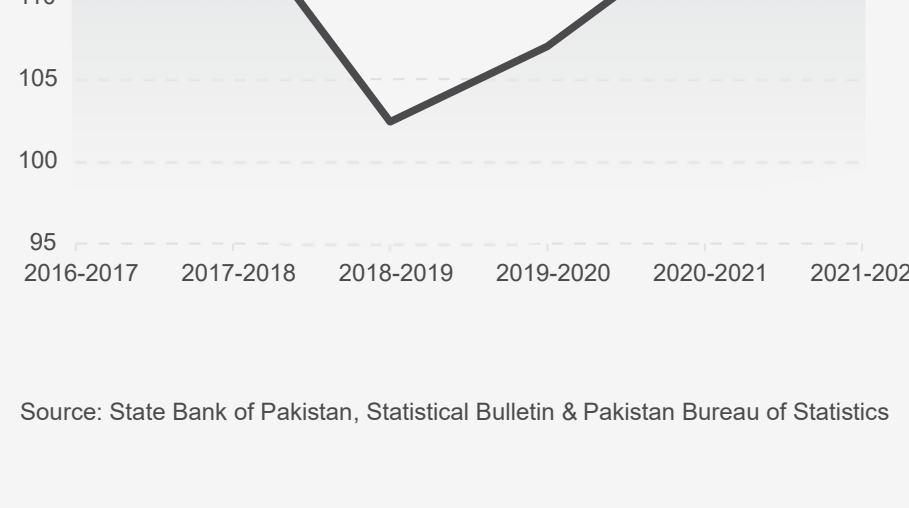 105
100
95
2016-2017 2017-2018 2018-2019 2019-2020 2020-2021
Source: State Bank of Pakistan, Statistical Bulletin & Pakistan Bureau of Statistics